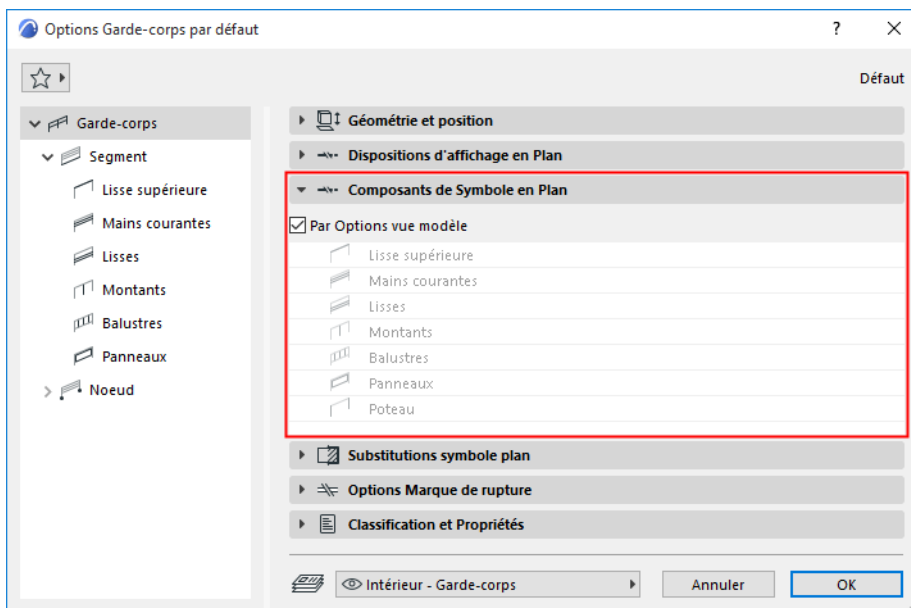 Options Garde-corps par défaut
?
Défaut
Garde-corps
Segment
Lisse supérieure
Mains courantes
Lisses
Montants
Balustres
Panneaux
Noeud
Géométrie et position
Dispositions d'affichage en Plan
Composants de Symbole en Plan
Par Options vue modèle
Lisse supérieure
Mains courantes
Lisses
Montants
Balustres
Panneaux
Poteau
Substitutions symbole plan
Options Marque de rupture
Classification et Propriétés
Intérieur - Garde-corps
Annuler
OK